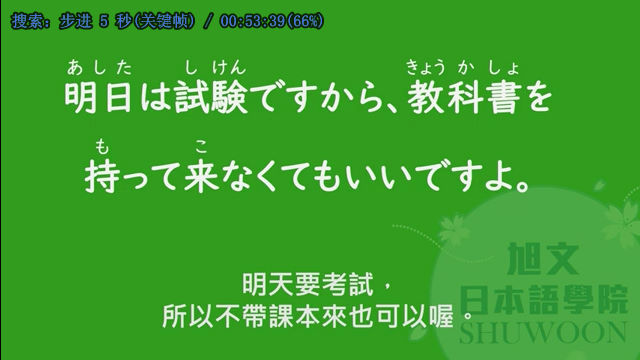 搜索: 步进 5 秒(关键帧) / 00:53:39(66%)
あした しけん きょうかしょ
明日は試験ですから、教科書を
も こ
持って来なくてもいいですよ。
明天要考試，
所以不帶課本來也可以喔。
旭文
日本語學院
SHUWOON